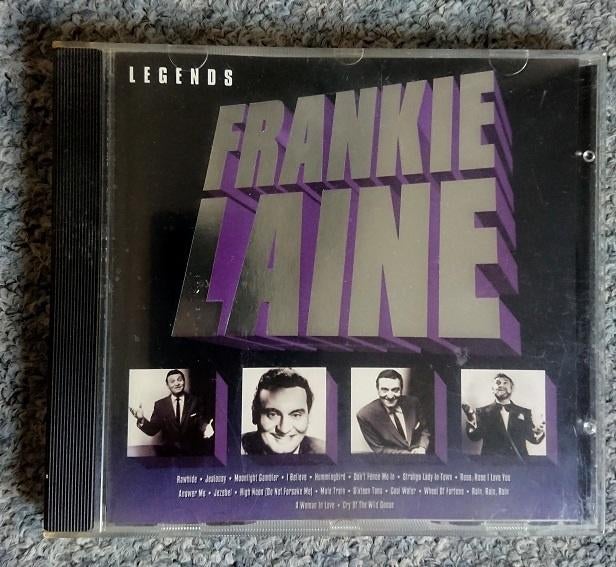 LEGENDS
FRANKIE
LAINE
Rawhide • Jealousy • Moonlight Gambler • I Believe • Hummingbird • Don't Fence Me In • Strange Lady In Town • Rose, Rose I Love You
Answer Me • Jezebel • High Noon (Do Not Forsake Me) • Mule Train • Sixteen Tons • Cool Water • Wheel Of Fortune • Rain, Rain, Rain
A Woman In Love • Cry Of The Wild Goose